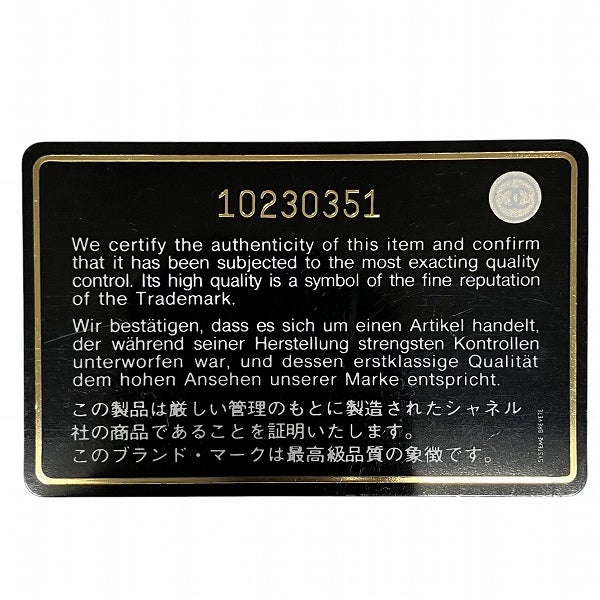 10230351
We certify the authenticity of this item and confirm
that it has been subjected to the most exacting quality
control. Its high quality is a symbol of the fine reputation
of the Trademark.
Wir bestätigen, dass es sich um einen Artikel handelt,
der während seiner Herstellung strengsten Kontrollen
unterworfen war, und dessen erstklassige Qualität
dem hohen Ansehen unserer Marke entspricht.
この製品は厳しい管理のもとに製造されたシャネル
社の商品であることを証明いたします。
このブランド・マークは最高級品質の象徴です。
SYSTEME BREVETE